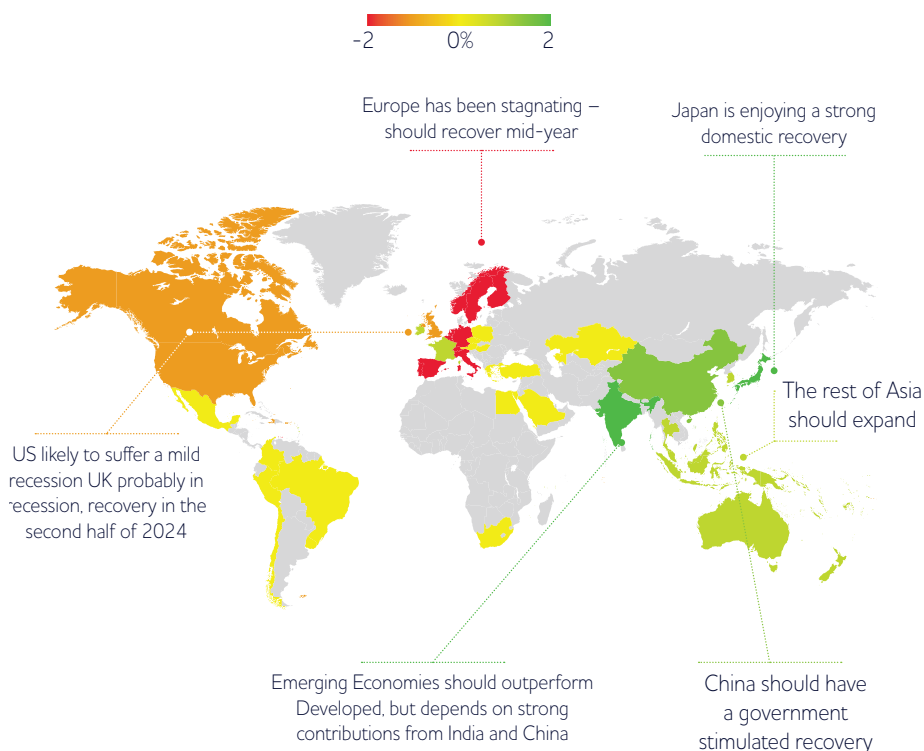 -2 0% 2
Europe has been stagnating –
should recover mid-year
Japan is enjoying a strong
domestic recovery
The rest of Asia
should expand
US likely to suffer a mild
recession UK probably in
recession, recovery in the
second half of 2024
Emerging Economies should outperform
Developed, but depends on strong
contributions from India and China
China should have
a government
stimulated recovery